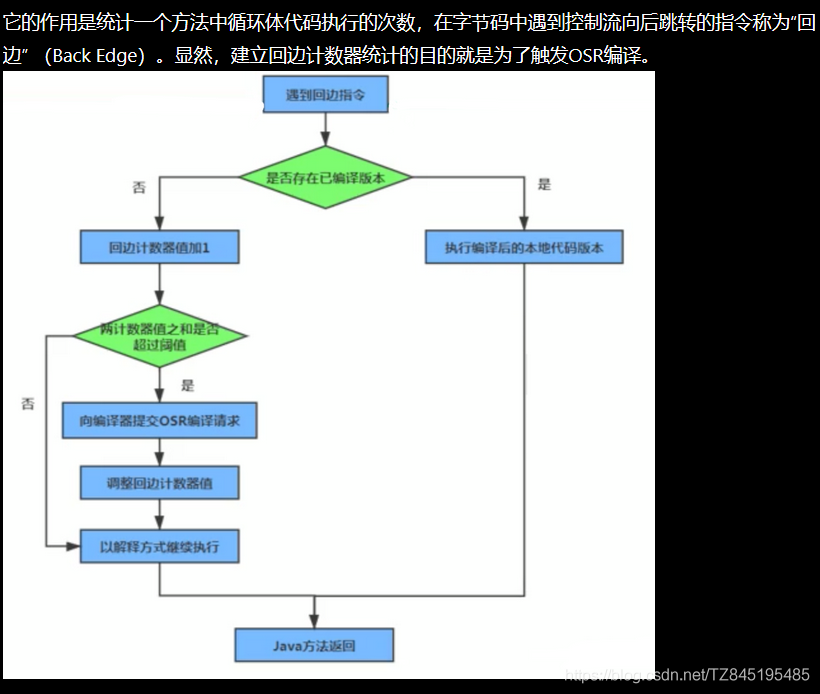 它的作用是统计一个方法中循环体代码执行的次数，在字节码中遇到控制流向后跳转的指令称为“回
边”（Back Edge）。显然，建立回边计数器统计的目的就是为了触发OSR编译。
遇到回边指令
是否存在已编译版本
否
是
回边计数器值加1
执行编译后的本地代码版本
两计数器值之和是否
超过阈值
是
否
向编译器提交OSR编译请求
调整回边计数器值
以解释方式继续执行
Java方法返回
https://blog.csdn.net/TZ845195485